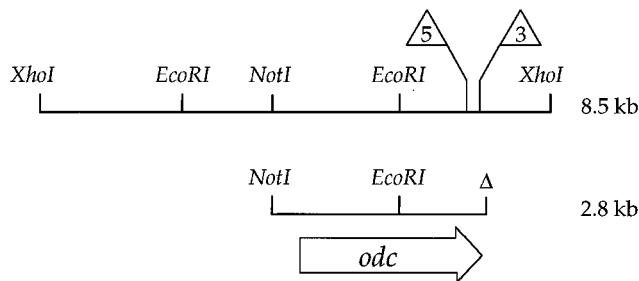 5 3
XhoI EcoRI NotI EcoRI XhoI
8.5 kb
NotI EcoRI Δ
2.8 kb
odc